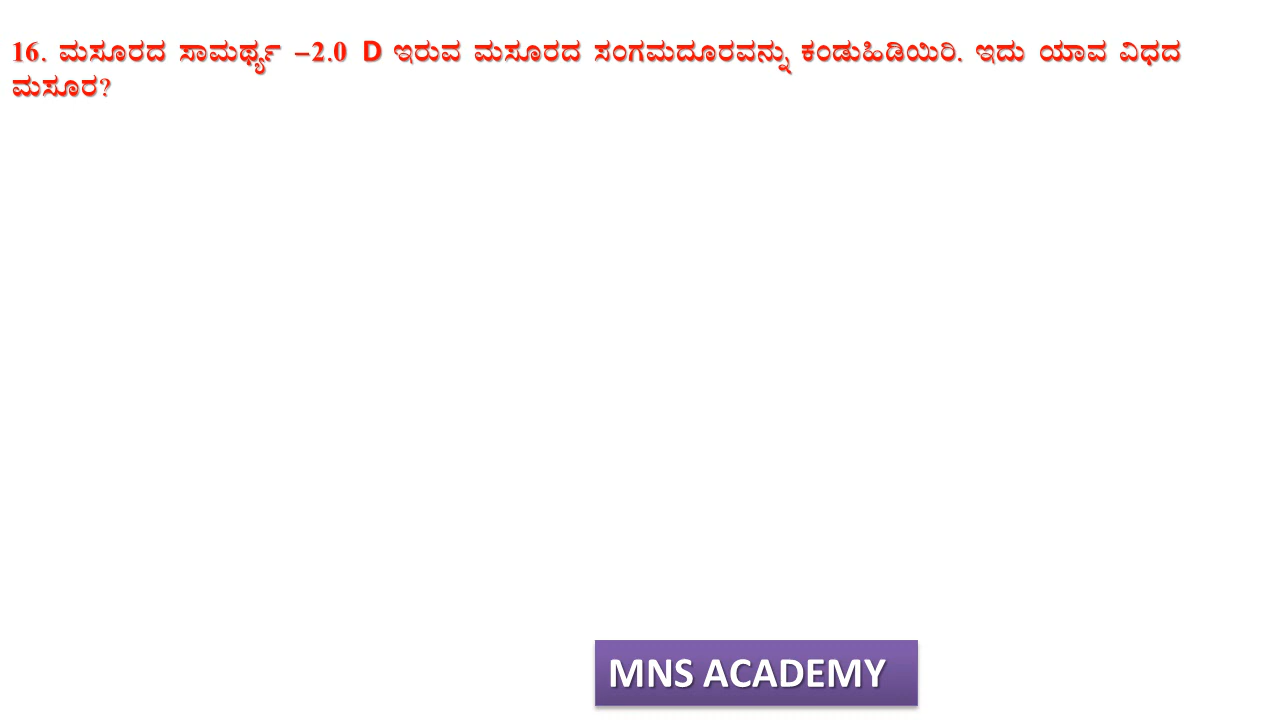 16. ಮಸೂರದ ಸಾಮರ್ಥ್ಯ –2.0 D ಇರುವ ಮಸೂರದ ಸಂಗಮದೂರವನ್ನು ಕಂಡುಹಿಡಿಯಿರಿ. ಇದು ಯಾವ ವಿಧದ
ಮಸೂರ?
MNS ACADEMY